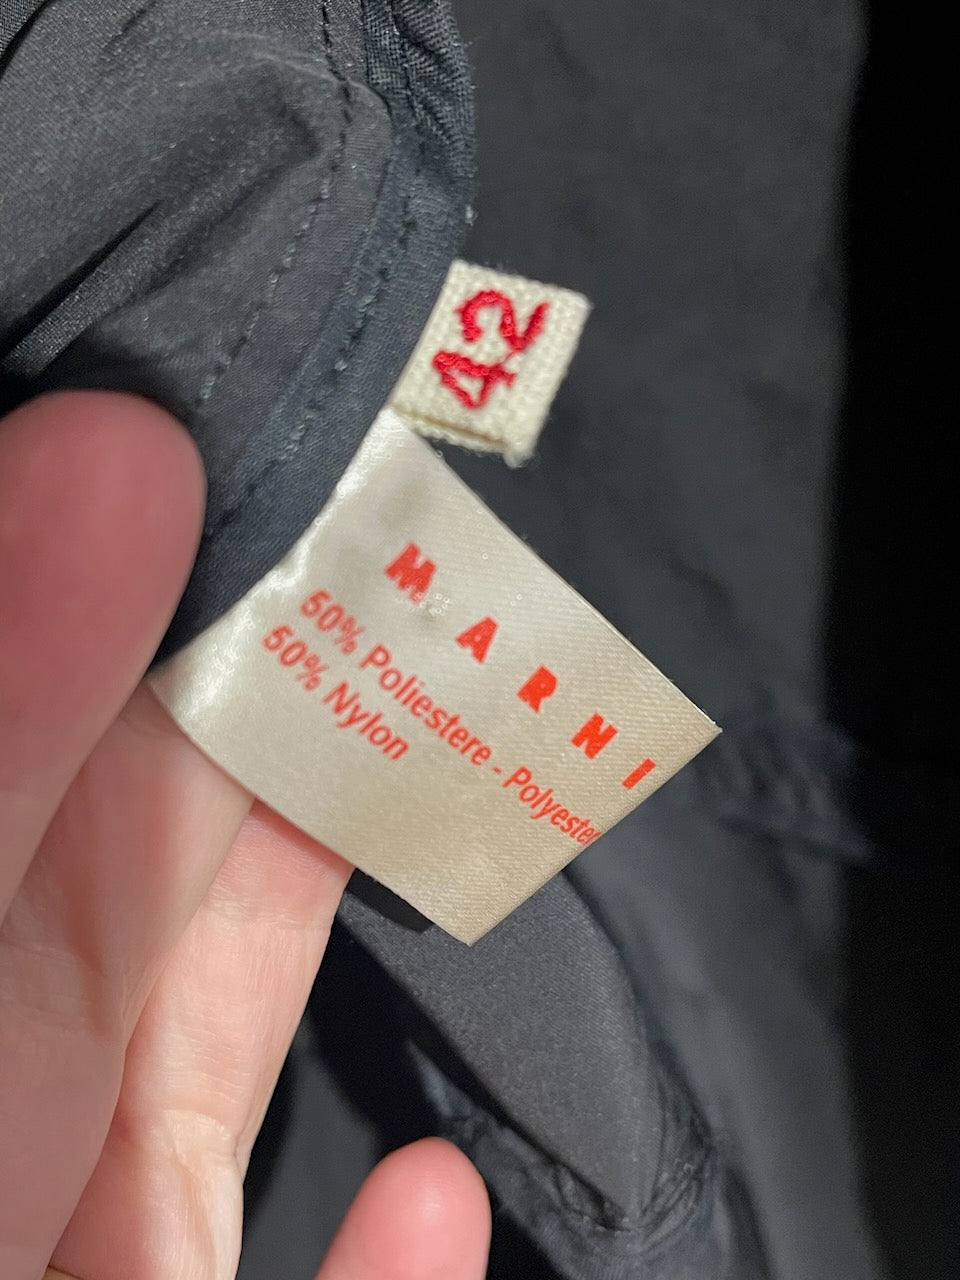 42
MARNI
50% Poliestere - Polyester
50% Nylon